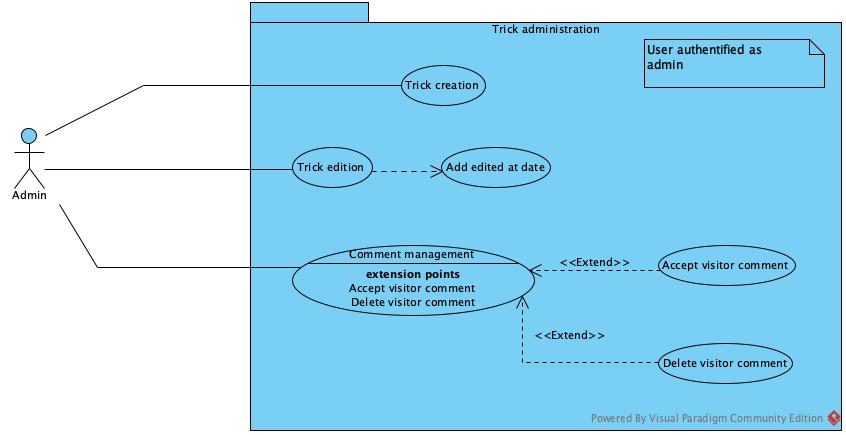 Trick administration
User authentified as
admin
Trick creation
Trick edition
Add edited at date
Admin
Comment management
extension points
Accept visitor comment
Delete visitor comment
<<Extend>>
Accept visitor comment
<<Extend>>
Delete visitor comment
Powered By Visual Paradigm Community Edition